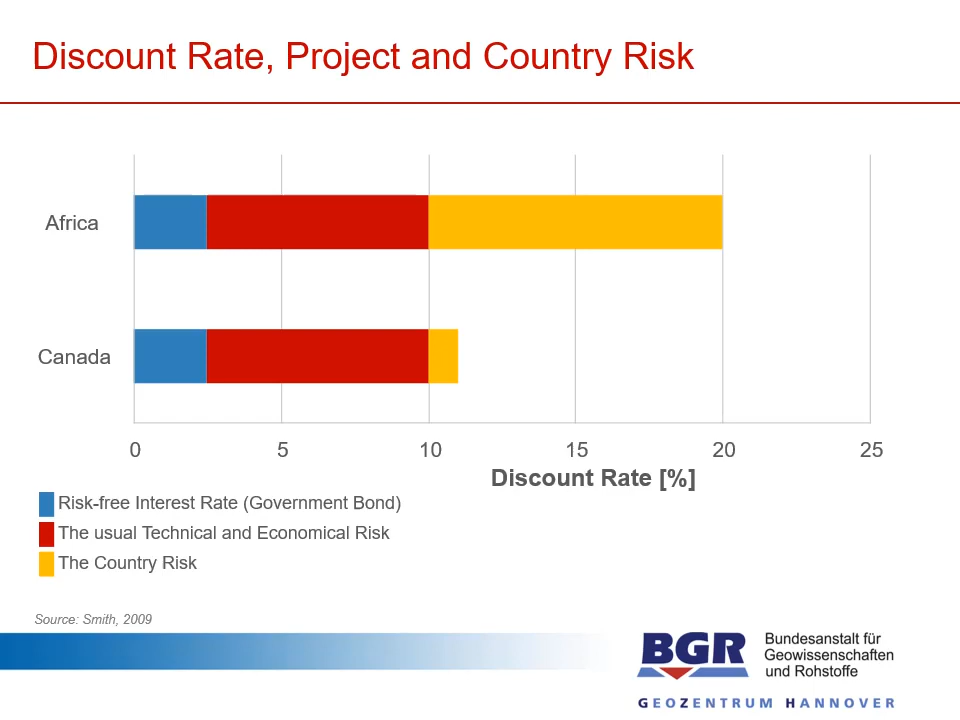 Discount Rate, Project and Country Risk
Africa
Canada
0 5 10 15 20 25
Discount Rate [%]
Risk-free Interest Rate (Government Bond)
The usual Technical and Economical Risk
The Country Risk
Source: Smith, 2009
BGR
Bundesanstalt für
Geowissenschaften
und Rohstoffe
GEOZENTRUM HANNOVER